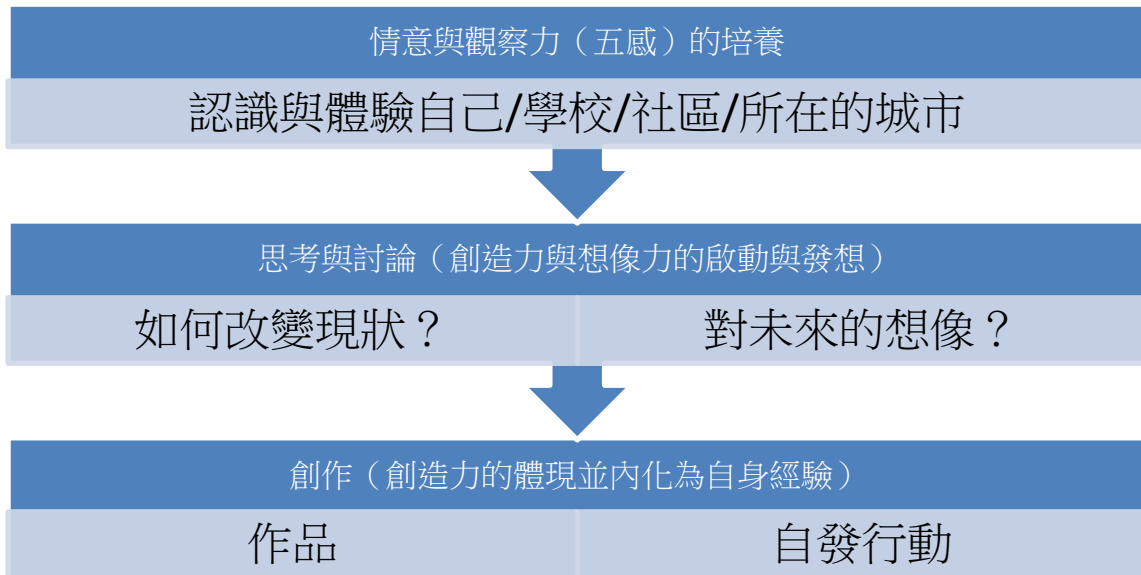 情意與觀察力（五感）的培養
認識與體驗自己/學校/社區/所在的城市
思考與討論（創造力與想像力的啟動與發想）
如何改變現狀？
對未來的想像？
創作（創造力的體現並內化為自身經驗）
作品
自發行動